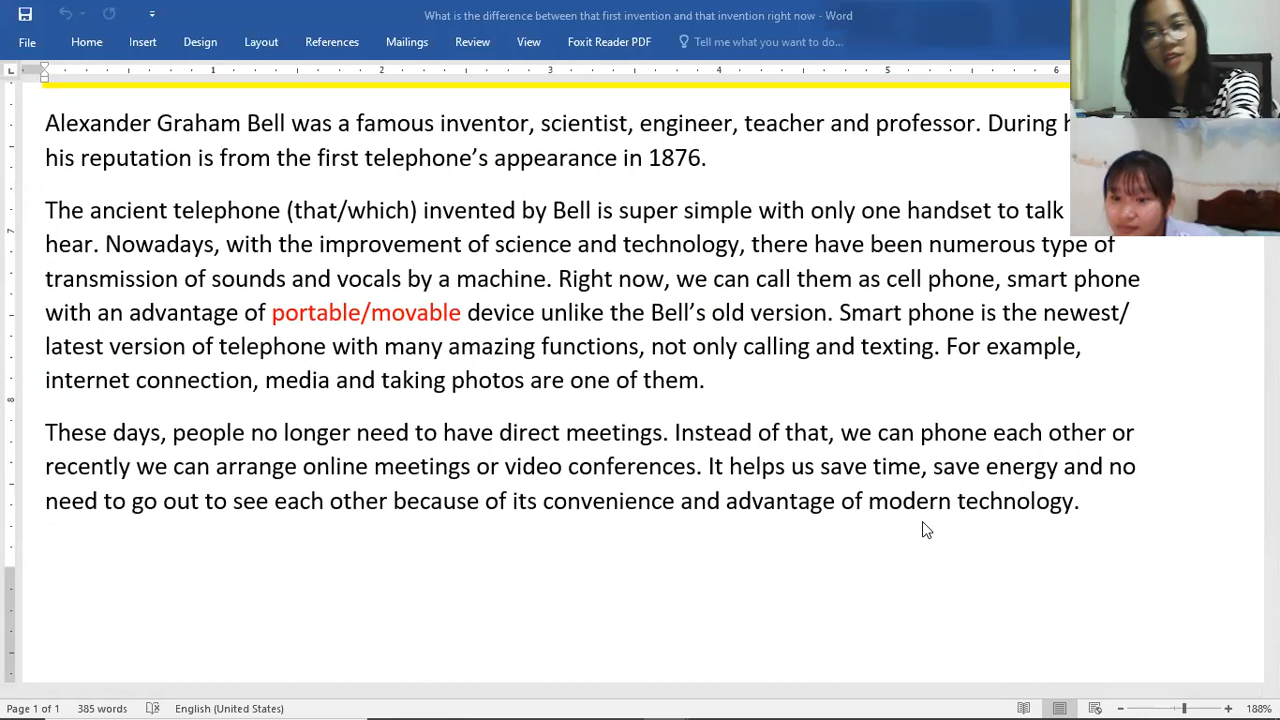 What is the difference between that first invention and that invention right now - Word
File Home Insert Design Layout References Mailings Review View Foxit Reader PDF Tell me what you want to do...
1 2 3 4 5 6
Alexander Graham Bell was a famous inventor, scientist, engineer, teacher and professor. During
his reputation is from the first telephone’s appearance in 1876.
The ancient telephone (that/which) invented by Bell is super simple with only one handset to talk
hear. Nowadays, with the improvement of science and technology, there have been numerous type of
transmission of sounds and vocals by a machine. Right now, we can call them as cell phone, smart phone
with an advantage of portable/movable device unlike the Bell’s old version. Smart phone is the newest/
latest version of telephone with many amazing functions, not only calling and texting. For example,
internet connection, media and taking photos are one of them.
These days, people no longer need to have direct meetings. Instead of that, we can phone each other or
recently we can arrange online meetings or video conferences. It helps us save time, save energy and no
need to go out to see each other because of its convenience and advantage of modern technology.
Page 1 of 1 385 words English (United States) 188%